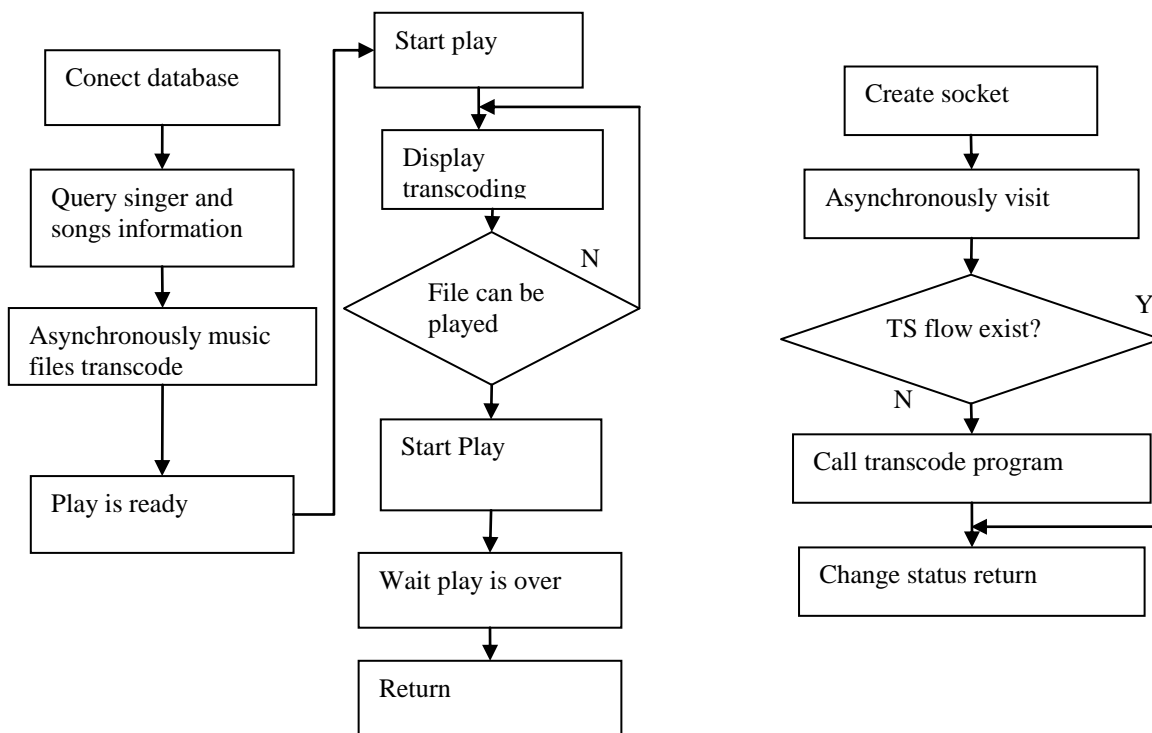 Conect database
Query singer and
songs information
Asynchronously music
files transcode
Play is ready
Start play
Display
transcoding
N
File can be
played
Start Play
Wait play is over
Return
Create socket
Asynchronously visit
Y
TS flow exist?
N
Call transcode program
Change status return